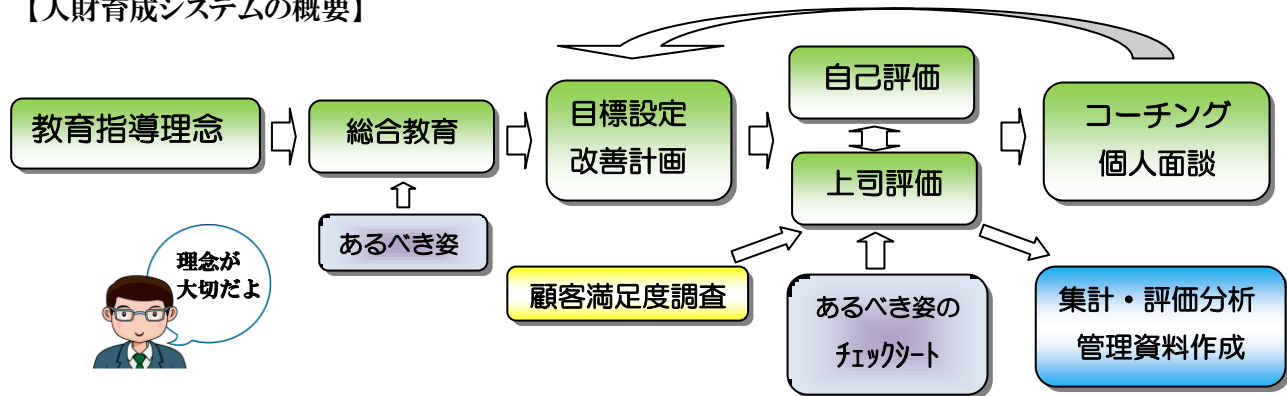 【人財育成システムの概要】
教育指導理念
総合教育
あるべき姿
目標設定
改善計画
自己評価
上司評価
コーチング
個人面談
理念が
大切だよ
顧客満足度調査
あるべき姿の
ﾁｪｯｸｼｰﾄ
集計・評価分析
管理資料作成